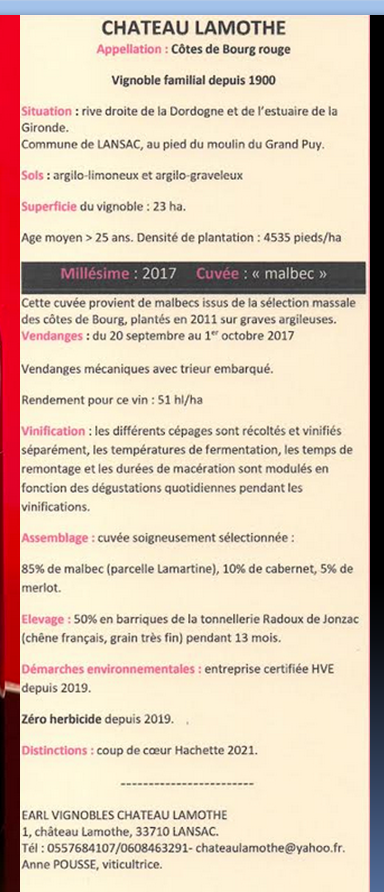 CHATEAU LAMOTHE
Appellation : Côtes de Bourg rouge
Vignoble familial depuis 1900
Situation : rive droite de la Dordogne et de l'estuaire de la
Gironde.
Commune de LANSAC, au pied du moulin du Grand Puy.
Sols : argilo-limoneux et argilo-graveleux
Superficie du vignoble : 23 ha.
Age moyen > 25 ans. Densité de plantation : 4535 pieds/ha
Millésime : 2017 Cuvée : « malbec »
Cette cuvée provient de malbecs issus de la sélection massale
des côtes de Bourg, plantés en 2011 sur graves argileuses.
Vendanges : du 20 septembre au 1er octobre 2017
Vendanges mécaniques avec trieur embarqué.
Rendement pour ce vin : 51 hl/ha
Vinification : les différents cépages sont récoltés et vinifiés
séparément, les températures de fermentation, les temps de
remontage et les durées de macération sont modulés en
fonction des dégustations quotidiennes pendant les
vinifications.
Assemblage : cuvée soigneusement sélectionnée :
85% de malbec (parcelle Lamartine), 10% de cabernet, 5% de
merlot.
Elevage : 50% en barriques de la tonnellerie Radoux de Jonzac
(chêne français, grain très fin) pendant 13 mois.
Démarches environnementales : entreprise certifiée HVE
depuis 2019.
Zéro herbicide depuis 2019.
Distinctions : coup de cœur Hachette 2021.
------------------------
EARL VIGNOBLES CHATEAU LAMOTHE
1, château Lamothe, 33710 LANSAC.
Tél : 0557684107/0608463291- chateaulamothe@yahoo.fr.
Anne POUSSE, viticultrice.